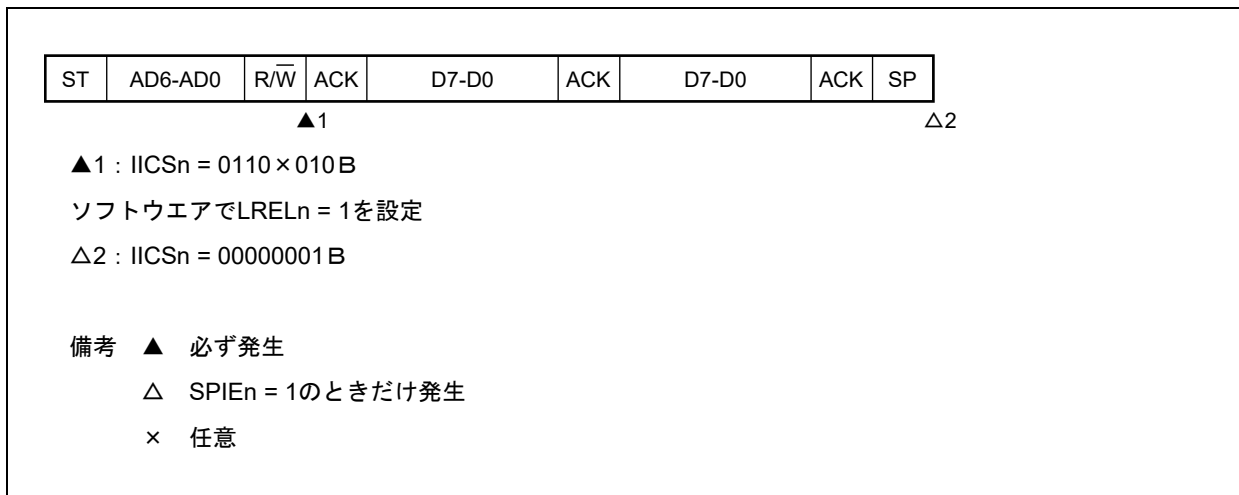 ST AD6-AD0 R/W̅ ACK D7-D0 ACK D7-D0 ACK SP
▲1 △2
▲1：IICSn = 0110×010B
ソフトウエアでLRELn = 1を設定
△2：IICSn = 00000001B
備考 ▲ 必ず発生
△ SPIEn = 1のときだけ発生
× 任意